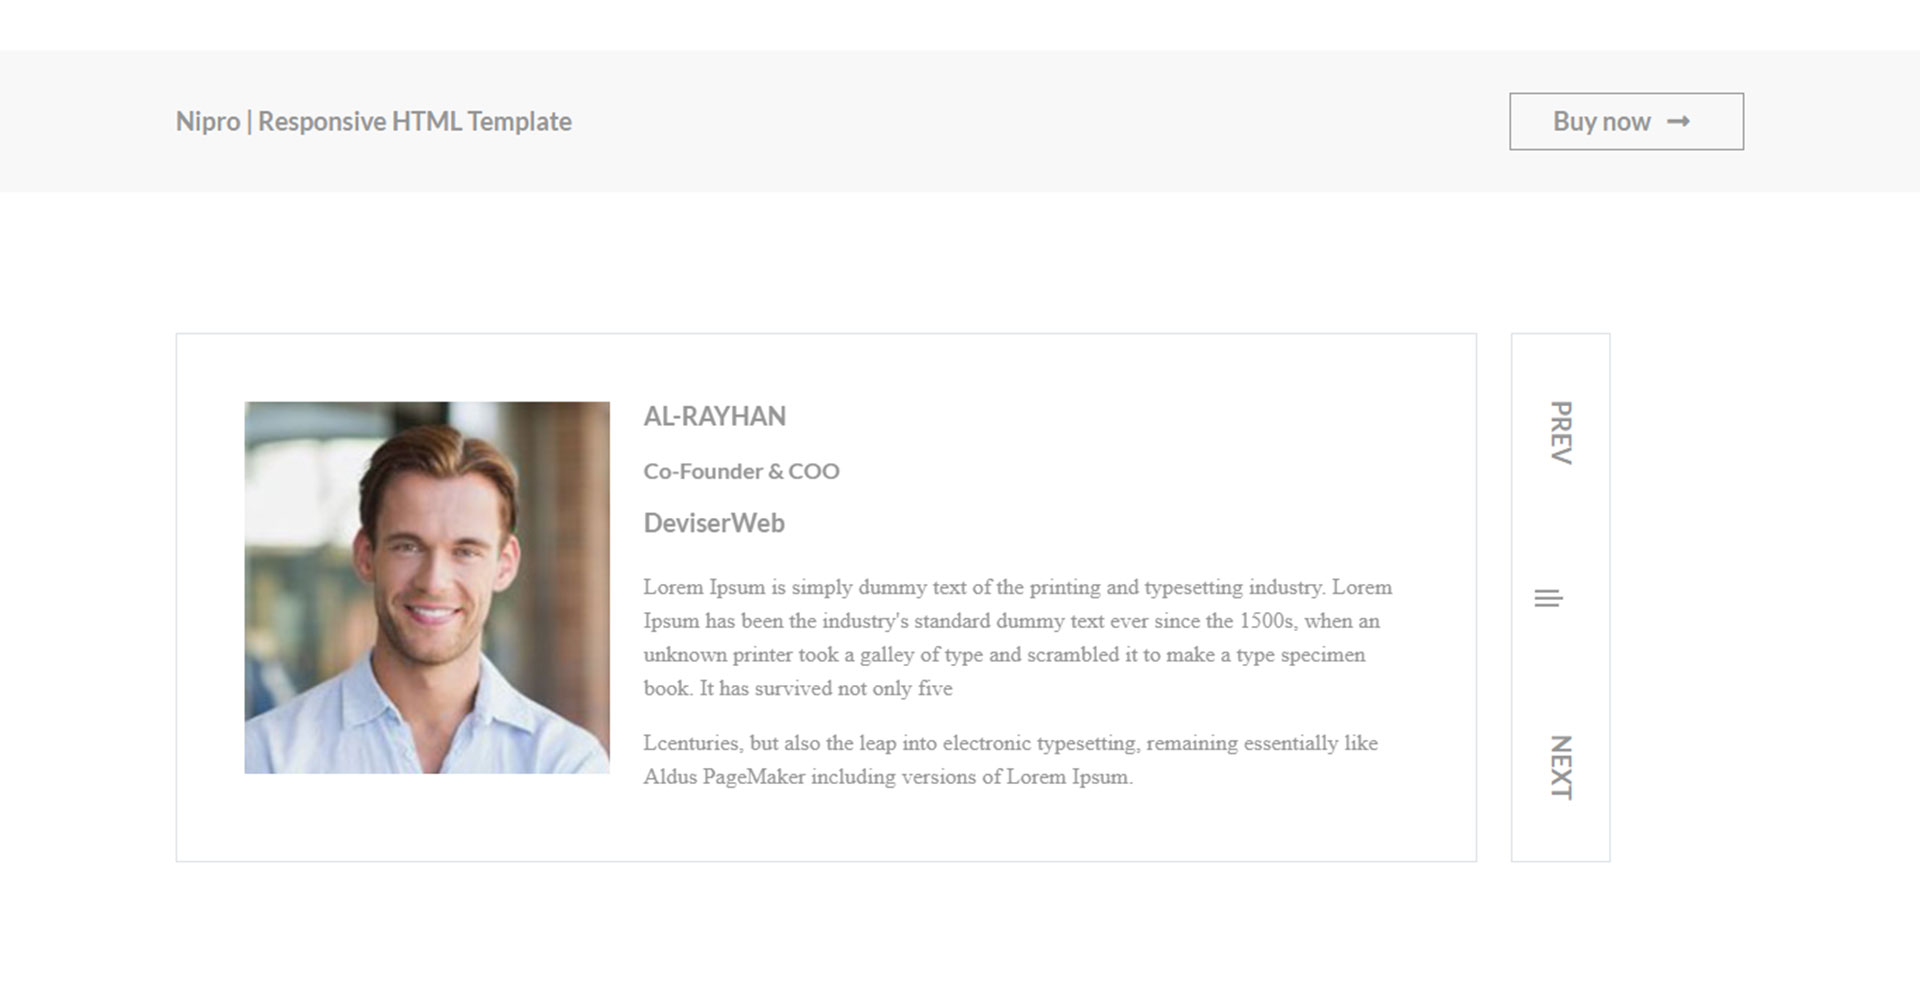 Nipro | Responsive HTML Template
Buy now
AL-RAYHAN
Co-Founder & COO
DeviserWeb
Lorem Ipsum is simply dummy text of the printing and typesetting industry. Lorem
Ipsum has been the industry's standard dummy text ever since the 1500s, when an
unknown printer took a galley of type and scrambled it to make a type specimen
book. It has survived not only five
Lcenturies, but also the leap into electronic typesetting, remaining essentially like
Aldus PageMaker including versions of Lorem Ipsum.
PREV
NEXT